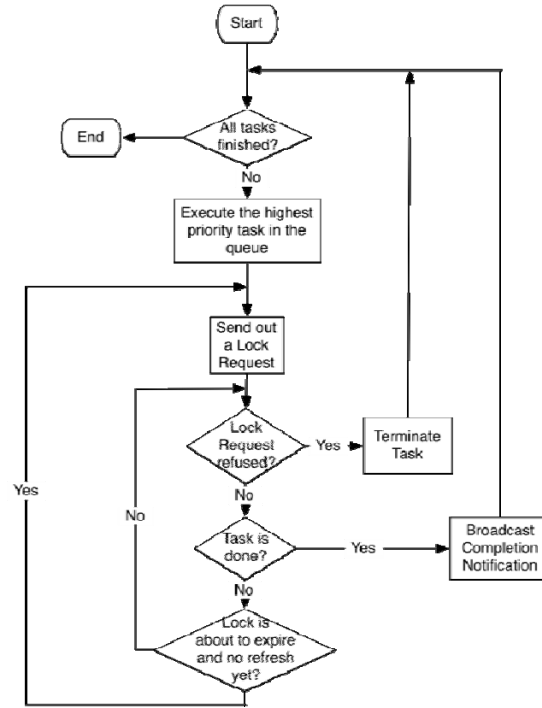 Start
All tasks
finished?
End
No
Execute the highest
priority task in the
queue
Send out
a Lock
Request
Lock
Request
refused?
Yes
Terminate
Task
No
Yes
No
Task is
done?
Yes
Broadcast
Completion
Notification
No
Lock is
about to expire
and no refresh
yet?